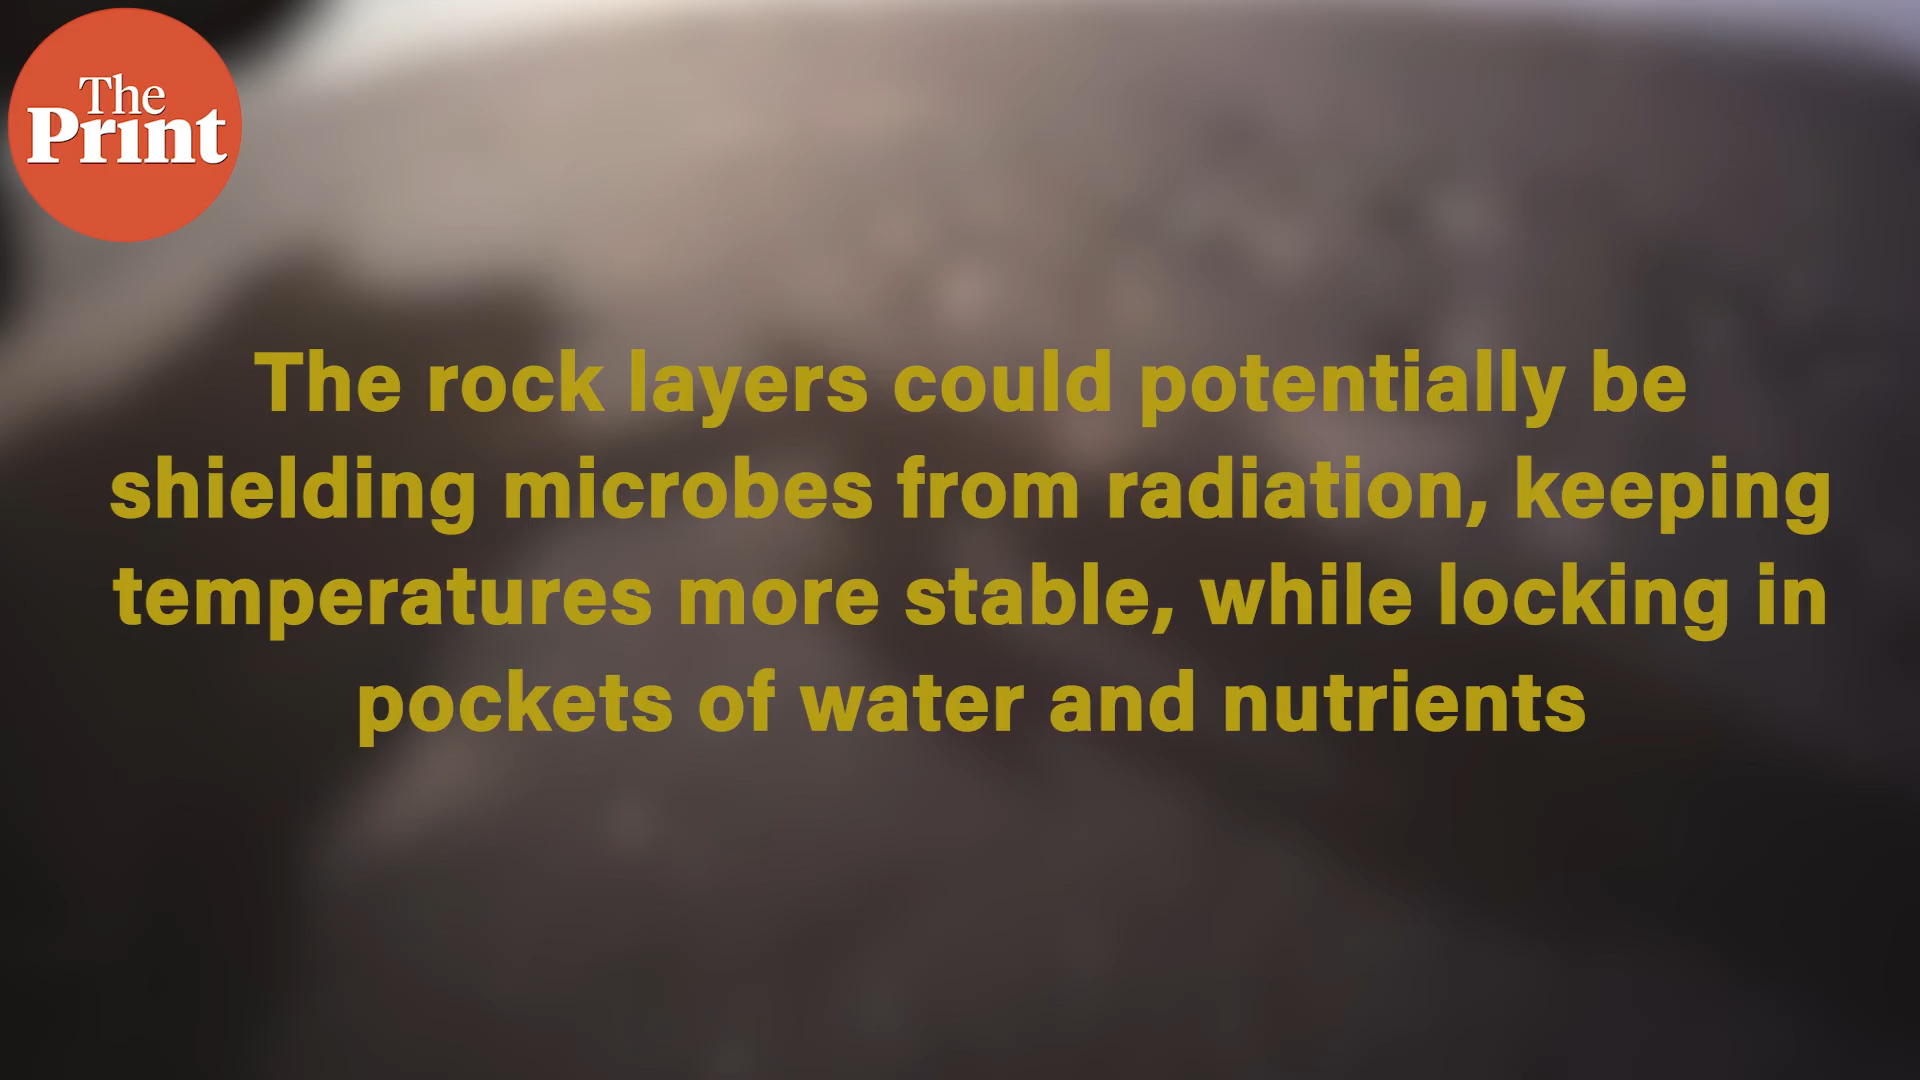 The
Print
The rock layers could potentially be
shielding microbes from radiation, keeping
temperatures more stable, while locking in
pockets of water and nutrients